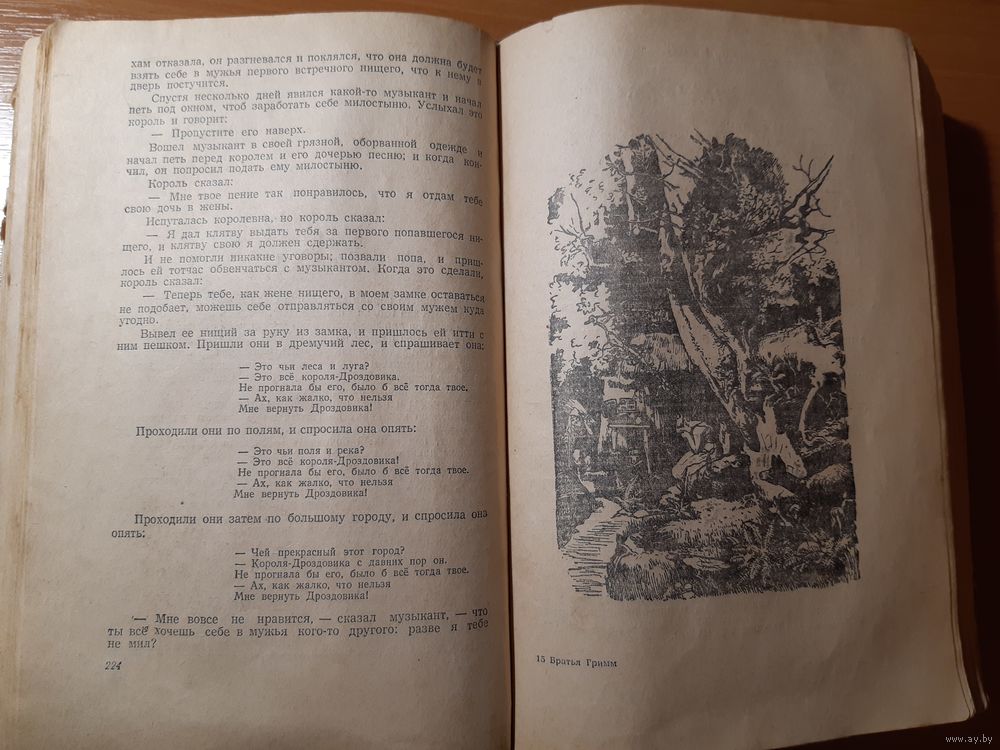 хам отказала, он разгневался и поклялся, что она должна будет
взять себе в мужья первого встречного нищего, что к нему в
дверь постучится.
Спустя несколько дней явился какой-то музыкант и начал
петь под окном, чтоб заработать себе милостыню. Услыхал это
король и говорит:
— Пропустите его наверх.
Вошел музыкант в своей грязной, оборванной одежде и
начал петь перед королем и его дочерью песню; и когда кон-
чил, он попросил подать ему милостыню.
Король сказал:
— Мне твое пение так понравилось, что я отдам тебе
свою дочь в жены.
Испугалась королевна, но король сказал:
— Я дал клятву выдать тебя за первого попавшегося ни-
щего, и клятву свою я должен сдержать.
И не помогли никакие уговоры; позвали попа, и приш-
лось ей тотчас обвенчаться с музыкантом. Когда это сделали,
король сказал:
— Теперь тебе, как жене нищего, в моем замке оставаться
не подобает, можешь себе отправляться со своим мужем куда
угодно.
Вывел ее нищий за руку из замка, и пришлось ей итти с
ним пешком. Пришли они в дремучий лес, и спрашивает она:
— Это чьи леса и луга?
— Это всё короля-Дроздовика.
Не прогнала бы его, было б всё тогда твое.
— Ах, как жалко, что нельзя
Мне вернуть Дроздовика!
Проходили они по полям, и спросила она опять:
— Это чьи поля и река?
— Это всё короля-Дроздовика!
Не прогнала бы его, было б всё тогда твое.
— Ах, как жалко, что нельзя
Мне вернуть Дроздовика!
Проходили они затем по большому городу, и спросила она
опять:
— Чей прекрасный этот город?
— Короля-Дроздовика с давних пор он.
Не прогнала бы его, было б всё тогда твое.
— Ах, как жалко, что нельзя
Мне вернуть Дроздовика!
— Мне вовсе не нравится, — сказал музыкант, — что
ты всё хочешь себе в мужья кого-то другого: разве я тебе
не мил?
224
15 Братья Гримм
www.ay.by